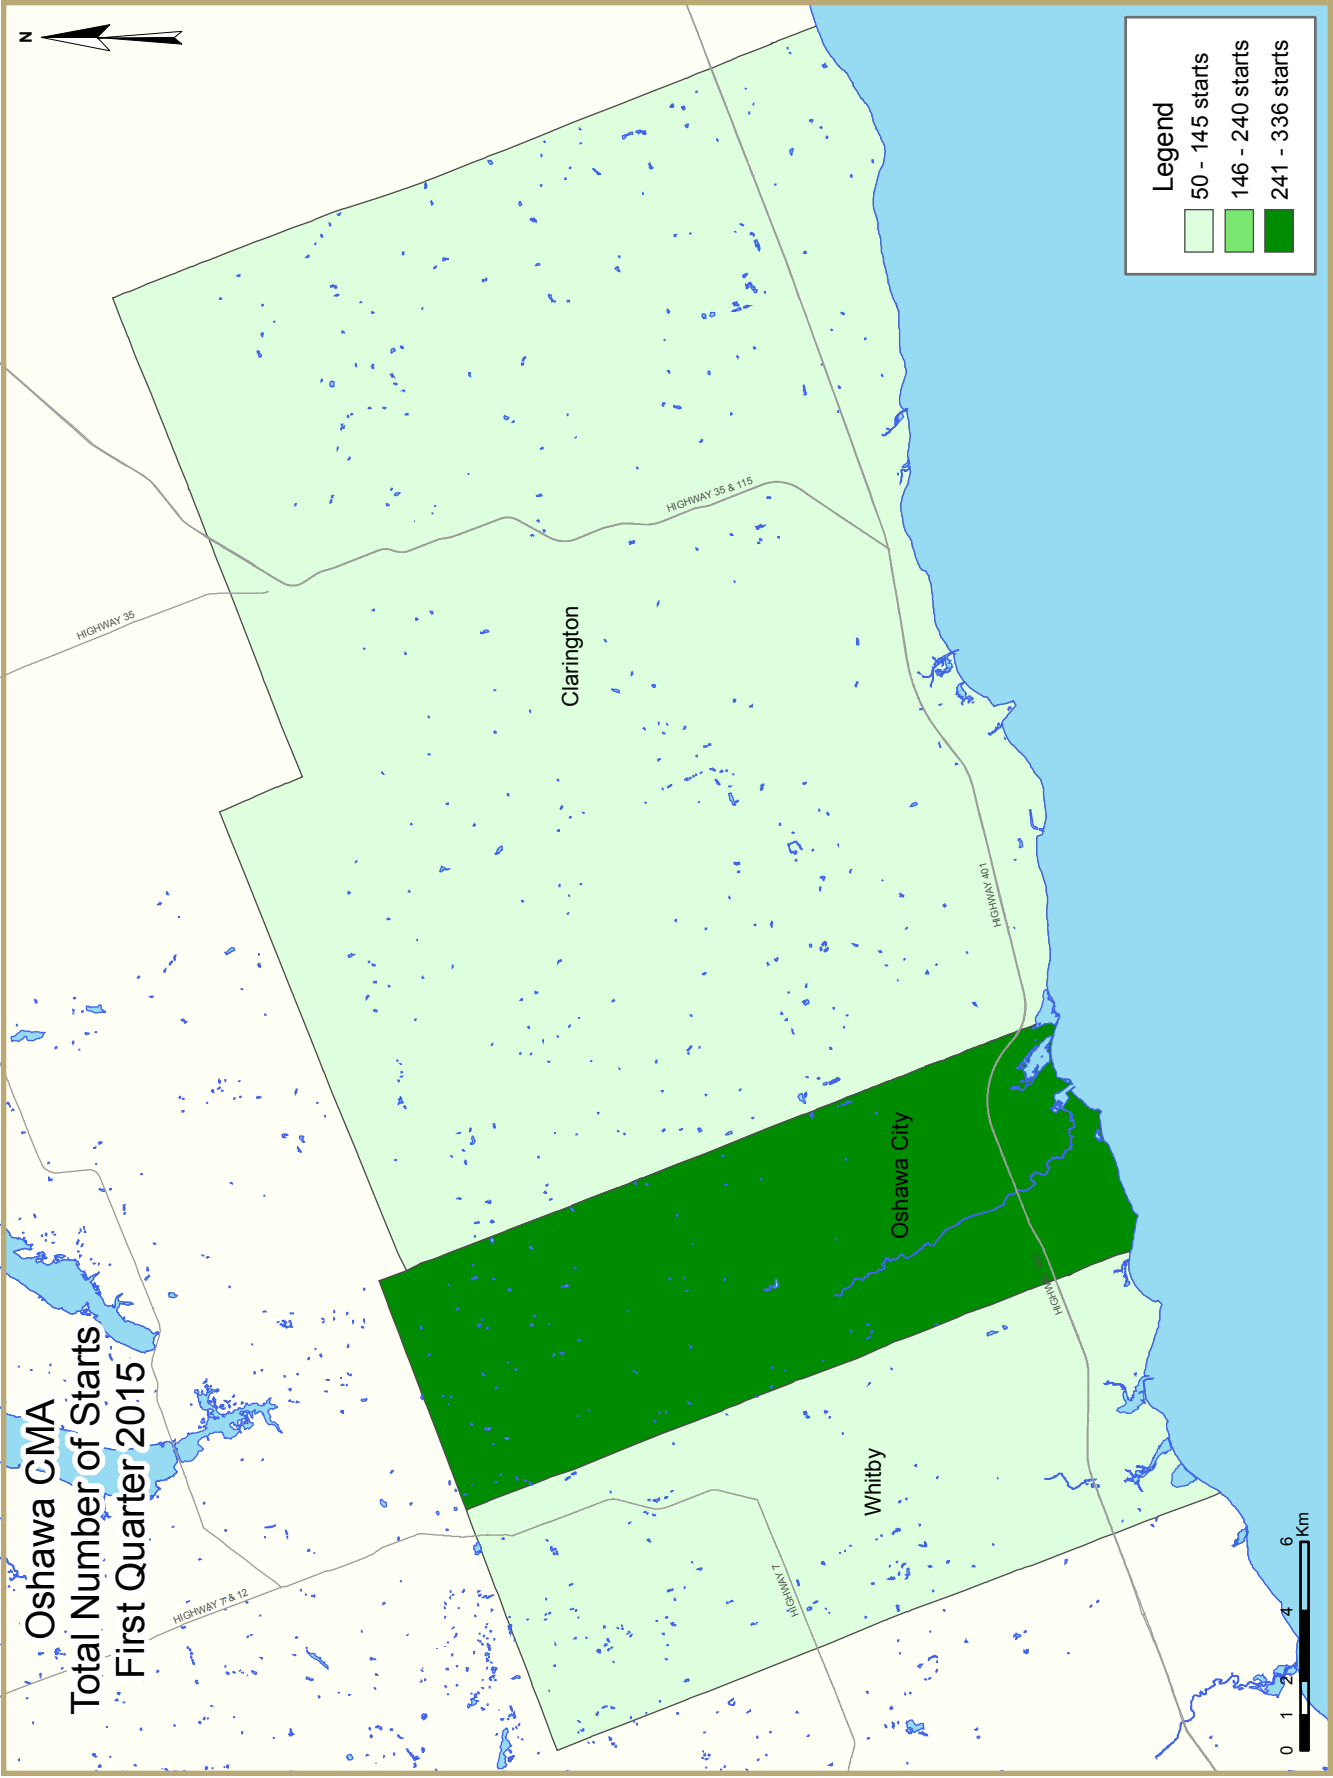 Oshawa CMA
Total Number of Starts
First Quarter 2015
N
HIGHWAY 35
HIGHWAY 7 & 12
HIGHWAY 35 & 115
Clarington
HIGHWAY 7
Whitby
Oshawa City
HIGHWAY 401
Legend
50 - 145 starts
146 - 240 starts
241 - 336 starts
0 1 2 4 6
Km